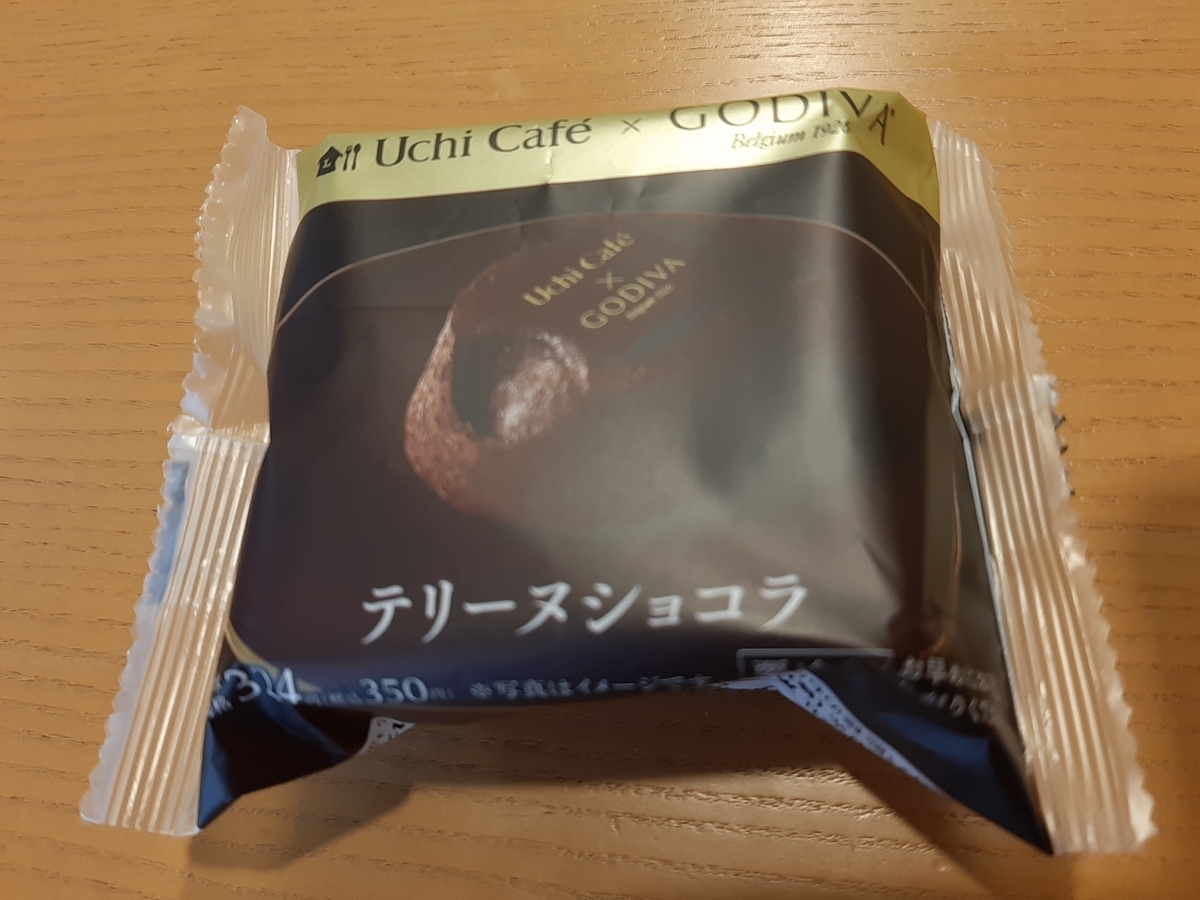 Uchi Café × GODIVA
Belgium 1926
Uchi Café
×
GODIVA
テリーヌショコラ
324 350円 ※写真はイメージです